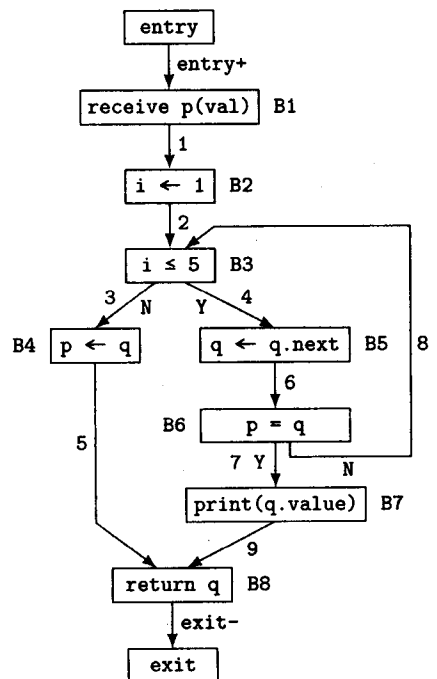 entry
entry+
receive p(val) B1
1
i ← 1 B2
2
i ≤ 5 B3
3 N Y 4
B4 p ← q
q ← q.next B5 8
6
B6 p = q
5
7 Y N
print(q.value) B7
9
return q B8
exit-
exit